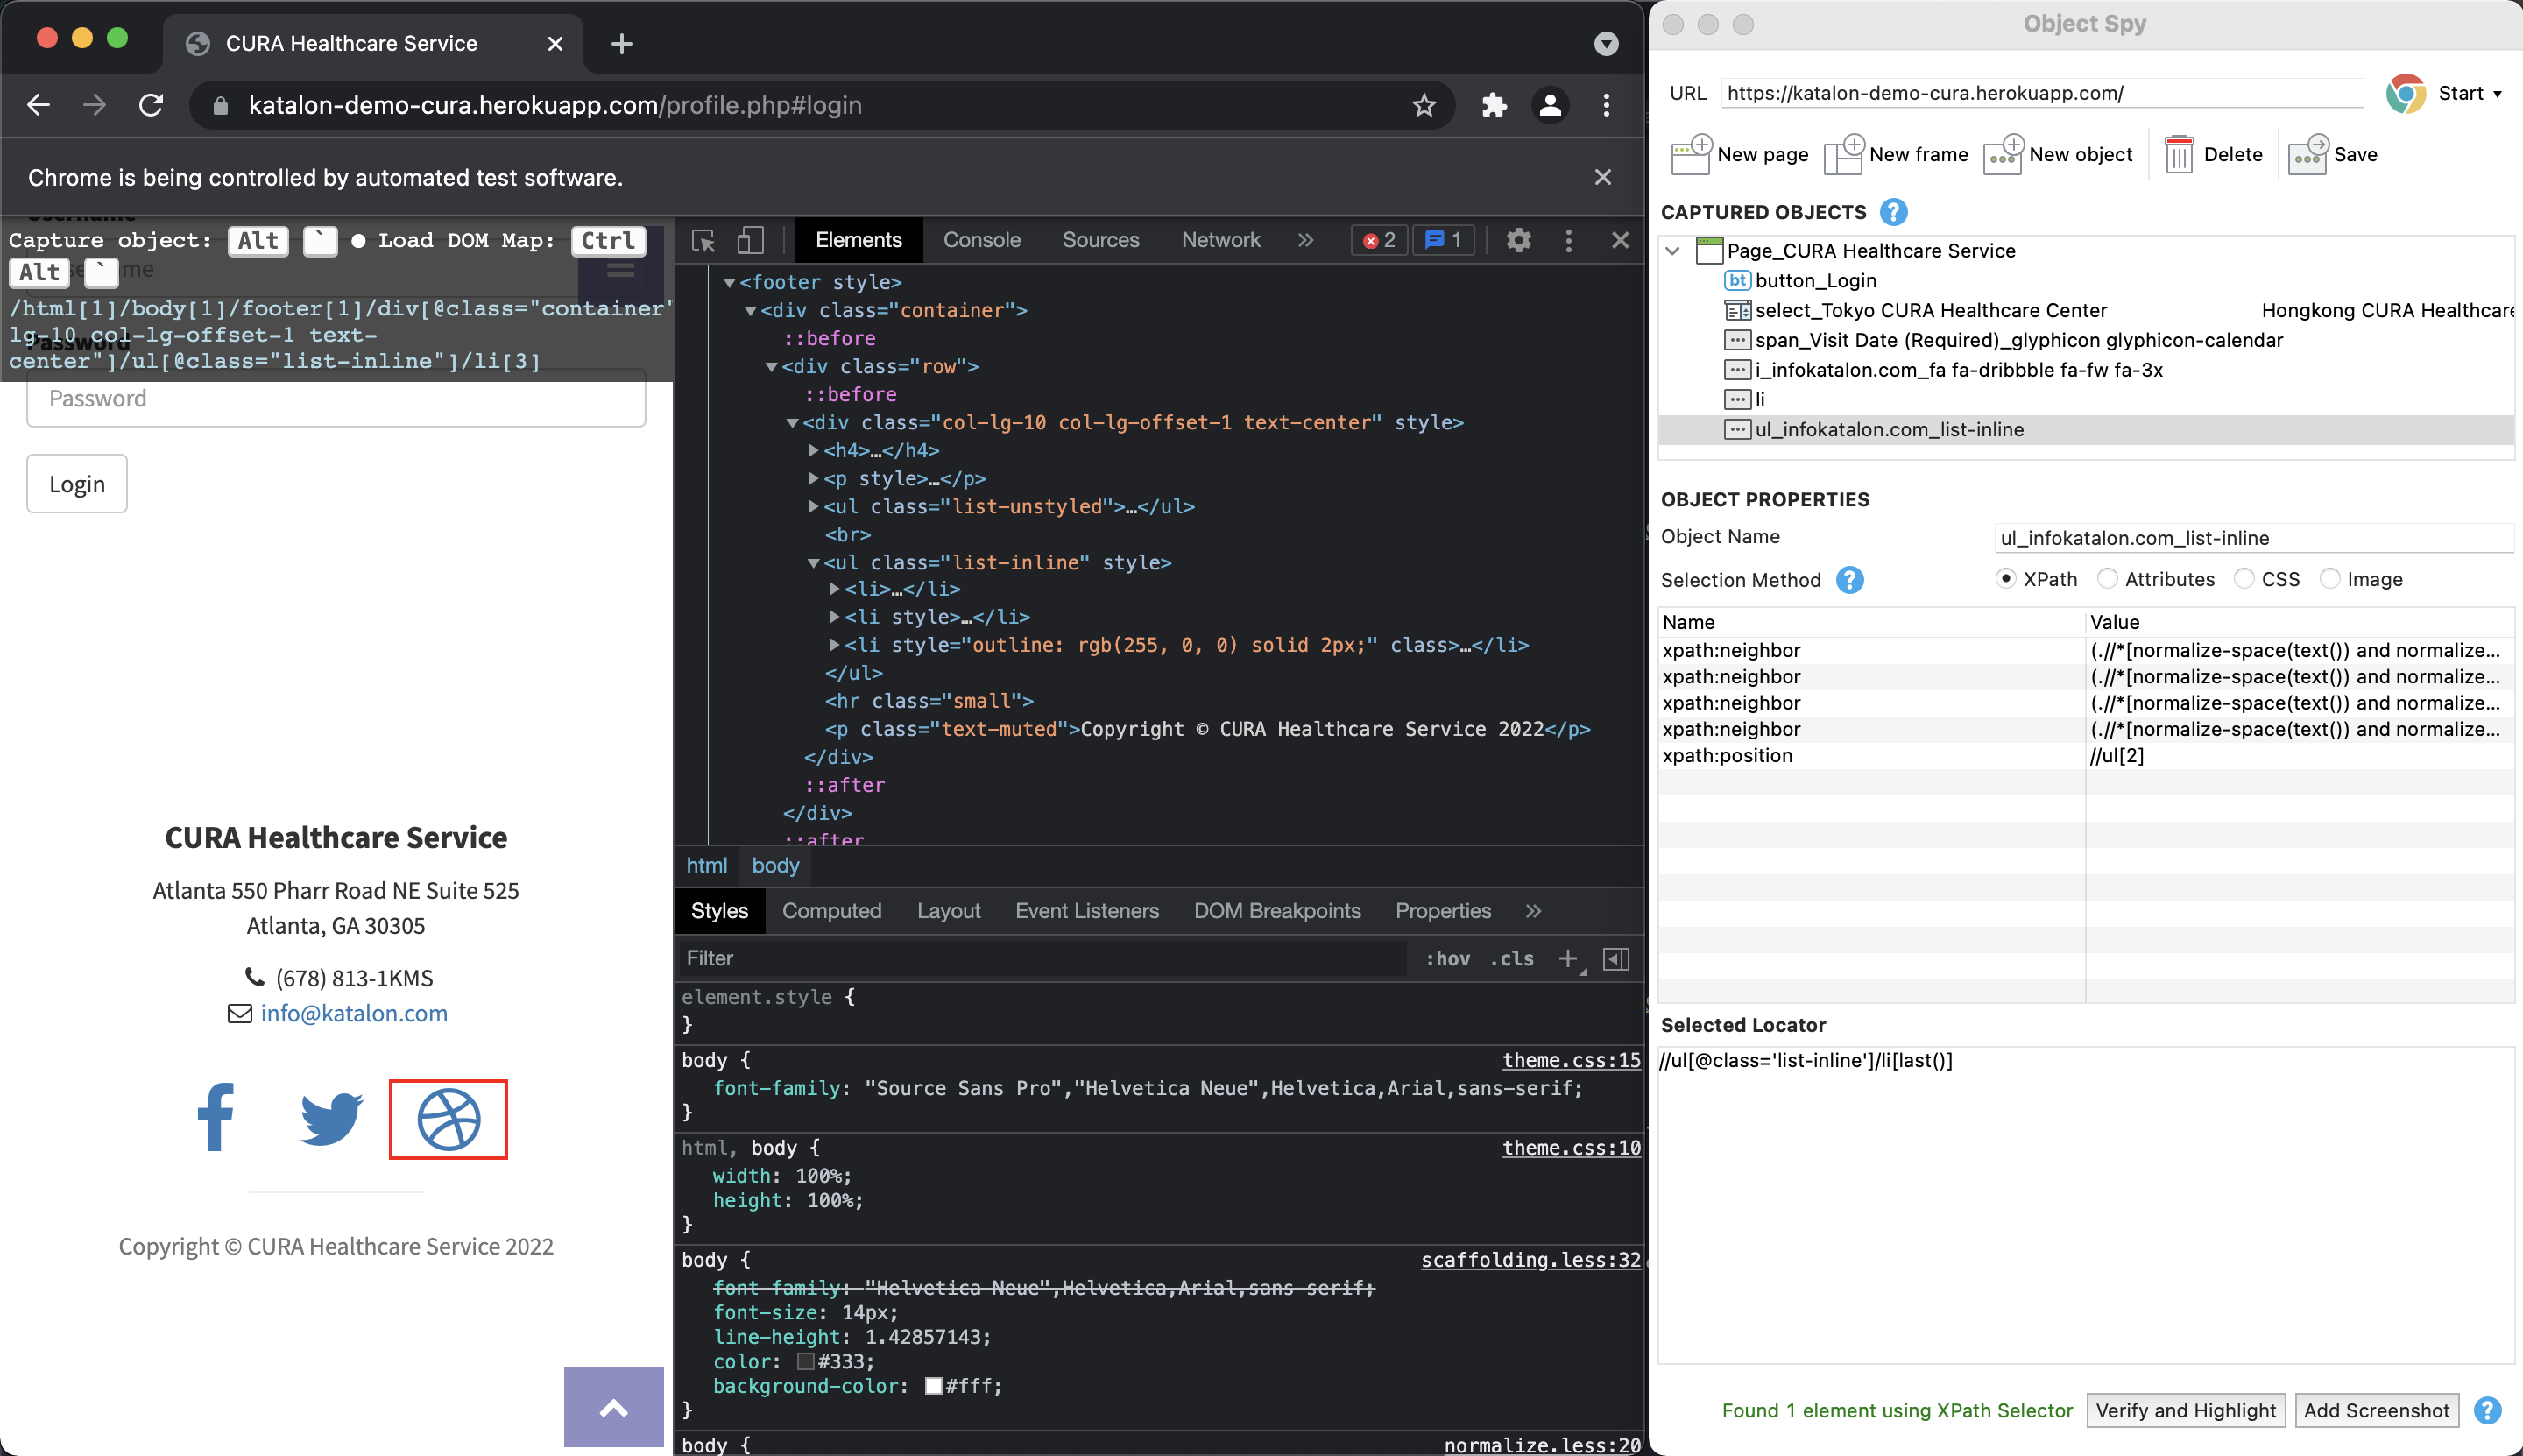 CURA Healthcare Service
katalon-demo-cura.herokuapp.com/profile.php#login
Chrome is being controlled by automated test software.
Username
Capture object: Alt ` ● Load DOM Map: Ctrl
Alt `
/html[1]/body[1]/footer[1]/div[@class="container"
lg-10 col-lg-offset-1 text-
center"]/ul[@class="list-inline"]/li[3]
Password
Password
Login
CURA Healthcare Service
Atlanta 550 Pharr Road NE Suite 525
Atlanta, GA 30305
(678) 813-1KMS
info@katalon.com
Copyright © CURA Healthcare Service 2022
Elements Console Sources Network » 2 1
<footer style>
<div class="container">
::before
<div class="row">
::before
<div class="col-lg-10 col-lg-offset-1 text-center" style>
<h4>…</h4>
<p style>…</p>
<ul class="list-unstyled">…</ul>
<br>
<ul class="list-inline" style>
<li>…</li>
<li style>…</li>
<li style="outline: rgb(255, 0, 0) solid 2px;" class>…</li>
</ul>
<hr class="small">
<p class="text-muted">Copyright © CURA Healthcare Service 2022</p>
</div>
::after
</div>
::after
html body
Styles Computed Layout Event Listeners DOM Breakpoints Properties »
Filter :hov .cls +
element.style {
}
body { theme.css:15
font-family: "Source Sans Pro","Helvetica Neue",Helvetica,Arial,sans-serif;
}
html, body { theme.css:10
width: 100%;
height: 100%;
}
body { scaffolding.less:32
font-family: "Helvetica Neue",Helvetica,Arial,sans-serif;
font-size: 14px;
line-height: 1.42857143;
color: #333;
background-color: #fff;
}
body { normalize.less:20
Object Spy
URL https://katalon-demo-cura.herokuapp.com/ Start
New page New frame New object Delete Save
CAPTURED OBJECTS ?
Page_CURA Healthcare Service
bt button_Login
select_Tokyo CURA Healthcare Center Hongkong CURA Healthcare
span_Visit Date (Required)_glyphicon glyphicon-calendar
i_infokatalon.com_fa fa-dribbble fa-fw fa-3x
li
ul_infokatalon.com_list-inline
OBJECT PROPERTIES
Object Name ul_infokatalon.com_list-inline
Selection Method ? XPath Attributes CSS Image
Name Value
xpath:neighbor (.//*[normalize-space(text()) and normalize...
xpath:neighbor (.//*[normalize-space(text()) and normalize...
xpath:neighbor (.//*[normalize-space(text()) and normalize...
xpath:neighbor (.//*[normalize-space(text()) and normalize...
xpath:position //ul[2]
Selected Locator
//ul[@class='list-inline']/li[last()]
Found 1 element using XPath Selector Verify and Highlight Add Screenshot ?